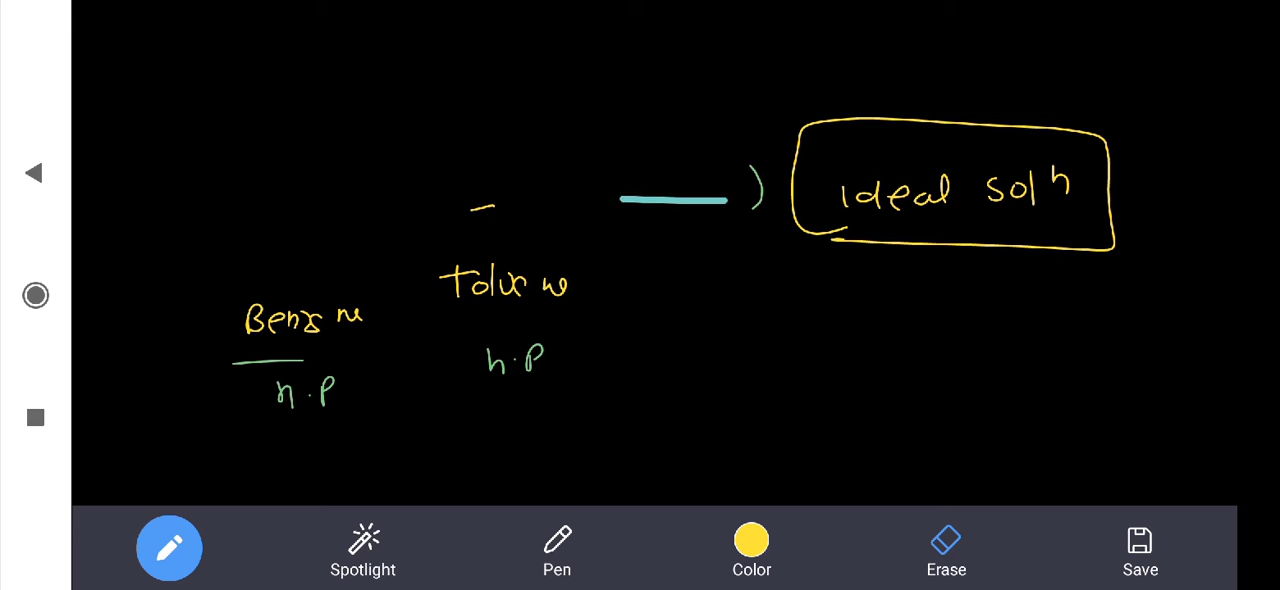 ideal soln
Toluene
Benzene
n.p
n.p
Spotlight
Pen
Color
Erase
Save